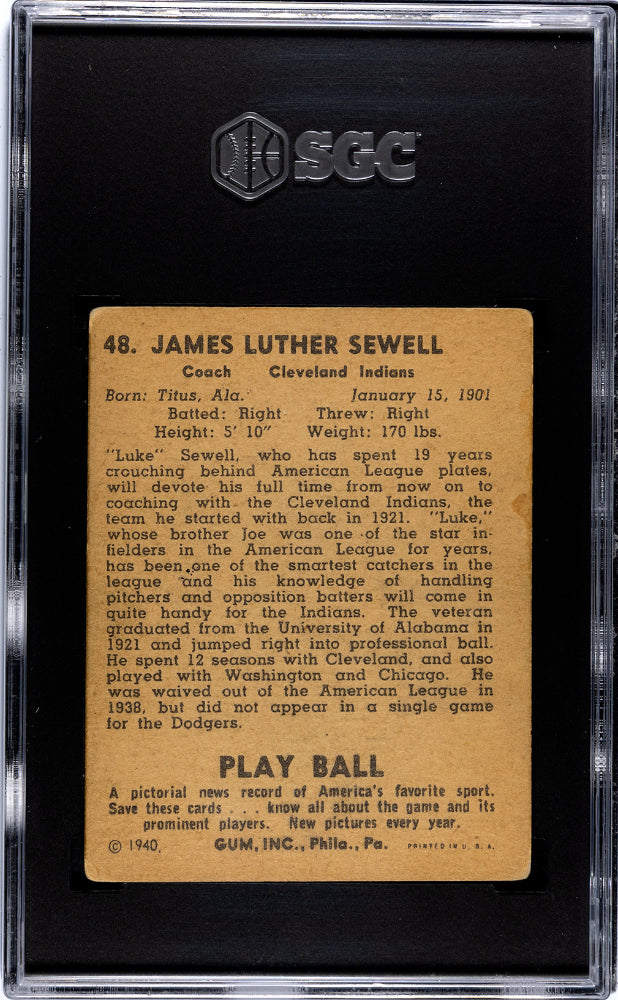 SGC
48. JAMES LUTHER SEWELL
Coach Cleveland Indians
Born: Titus, Ala. January 15, 1901
Batted: Right Threw: Right
Height: 5' 10" Weight: 170 lbs.
"Luke" Sewell, who has spent 19 years
crouching behind American League plates,
will devote his full time from now on to
coaching with the Cleveland Indians, the
team he started with back in 1921. "Luke,"
whose brother Joe was one of the star in-
fielders in the American League for years,
has been one of the smartest catchers in the
league and his knowledge of handling
pitchers and opposition batters will come in
quite handy for the Indians. The veteran
graduated from the University of Alabama in
1921 and jumped right into professional ball.
He spent 12 seasons with Cleveland, and also
played with Washington and Chicago. He
was waived out of the American League in
1938, but did not appear in a single game
for the Dodgers.
PLAY BALL
A pictorial news record of America's favorite sport.
Save these cards . . . know all about the game and its
prominent players. New pictures every year.
© 1940, GUM, INC., Phila., Pa. PRINTED IN U. S. A.